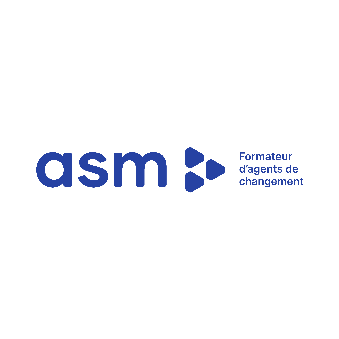 asm
Formateur
d'agents de
changement